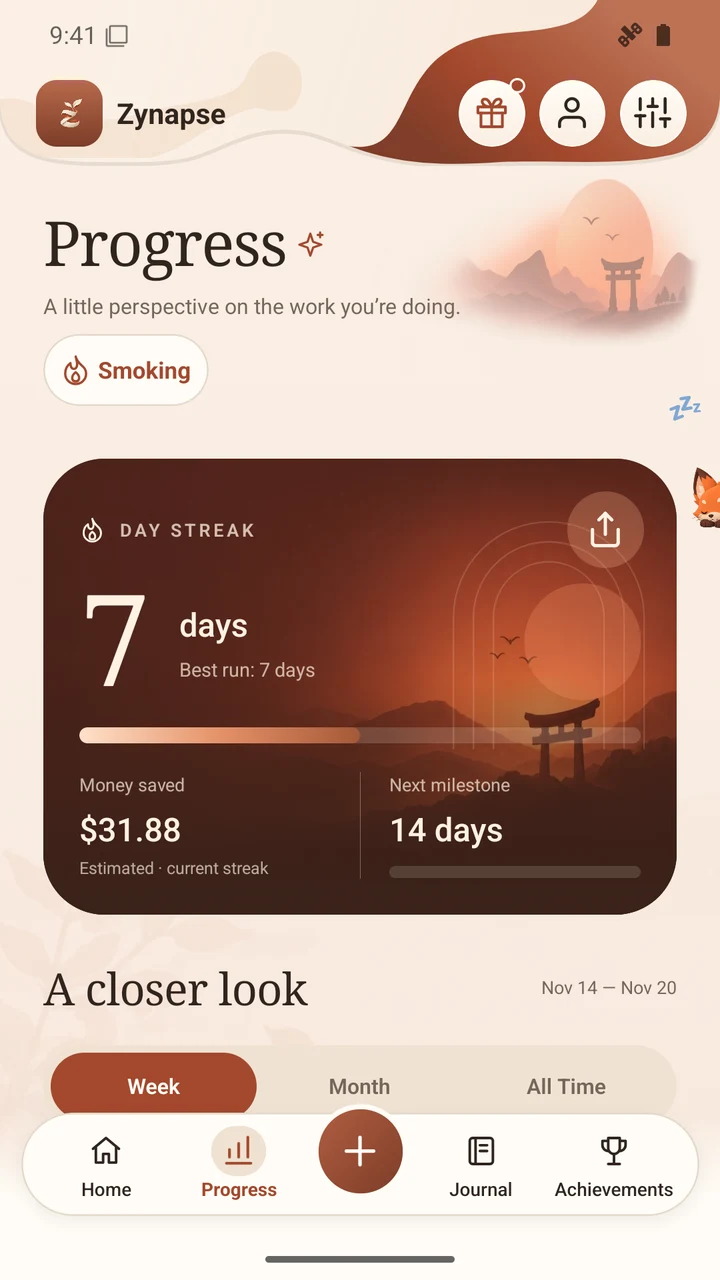 9:41
Zynapse
Progress
A little perspective on the work you’re doing.
Smoking
zzz
DAY STREAK
7 days
Best run: 7 days
Money saved
$31.88
Estimated · current streak
Next milestone
14 days
A closer look
Nov 14 — Nov 20
Week
Month
All Time
Home
Progress
Journal
Achievements